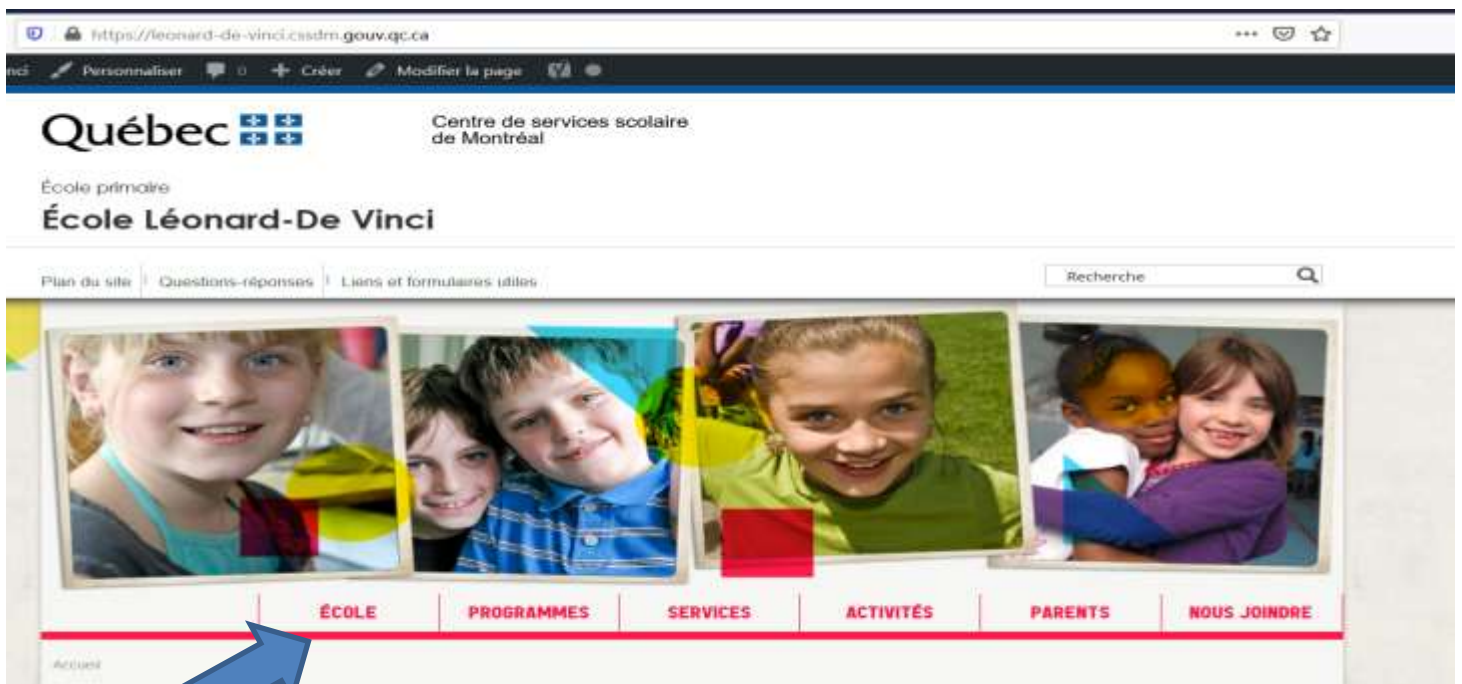 https://leonard-de-vinci.cssdm.gouv.qc.ca
nci Personnaliser 0 + Créer Modifier la page
Québec
Centre de services scolaire
de Montréal
École primaire
École Léonard-De Vinci
Plan du site Questions-réponses Liens et formulaires utiles
Recherche
ÉCOLE PROGRAMMES SERVICES ACTIVITÉS PARENTS NOUS JOINDRE
Accueil